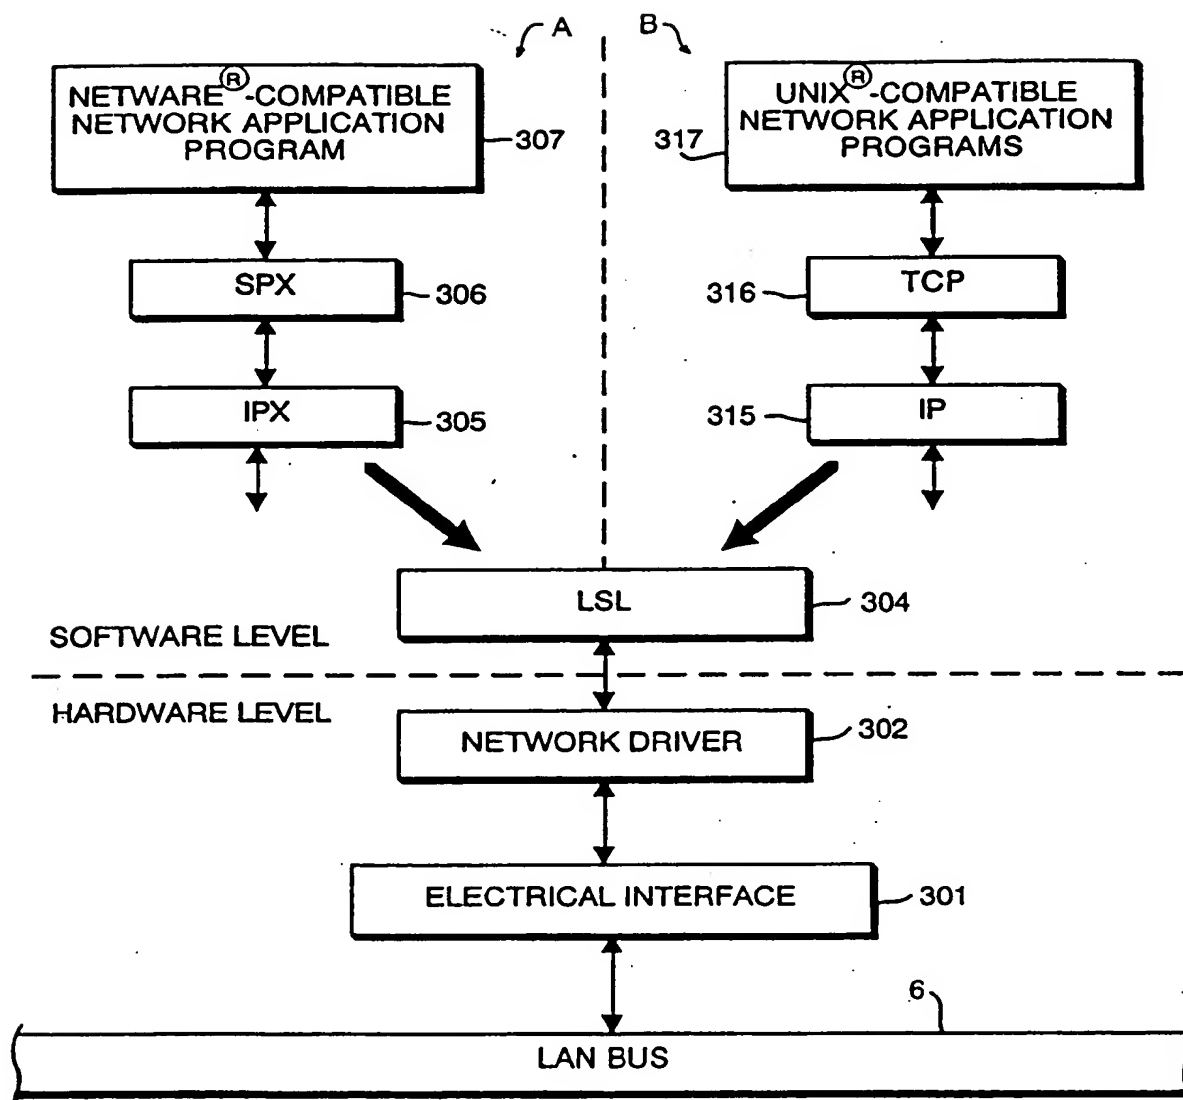 A B
NETWARE®-COMPATIBLE
NETWORK APPLICATION
PROGRAM
307
317
UNIX®-COMPATIBLE
NETWORK APPLICATION
PROGRAMS
SPX
306
316
TCP
IPX
305
315
IP
LSL
304
SOFTWARE LEVEL
HARDWARE LEVEL
NETWORK DRIVER
302
ELECTRICAL INTERFACE
301
6
LAN BUS